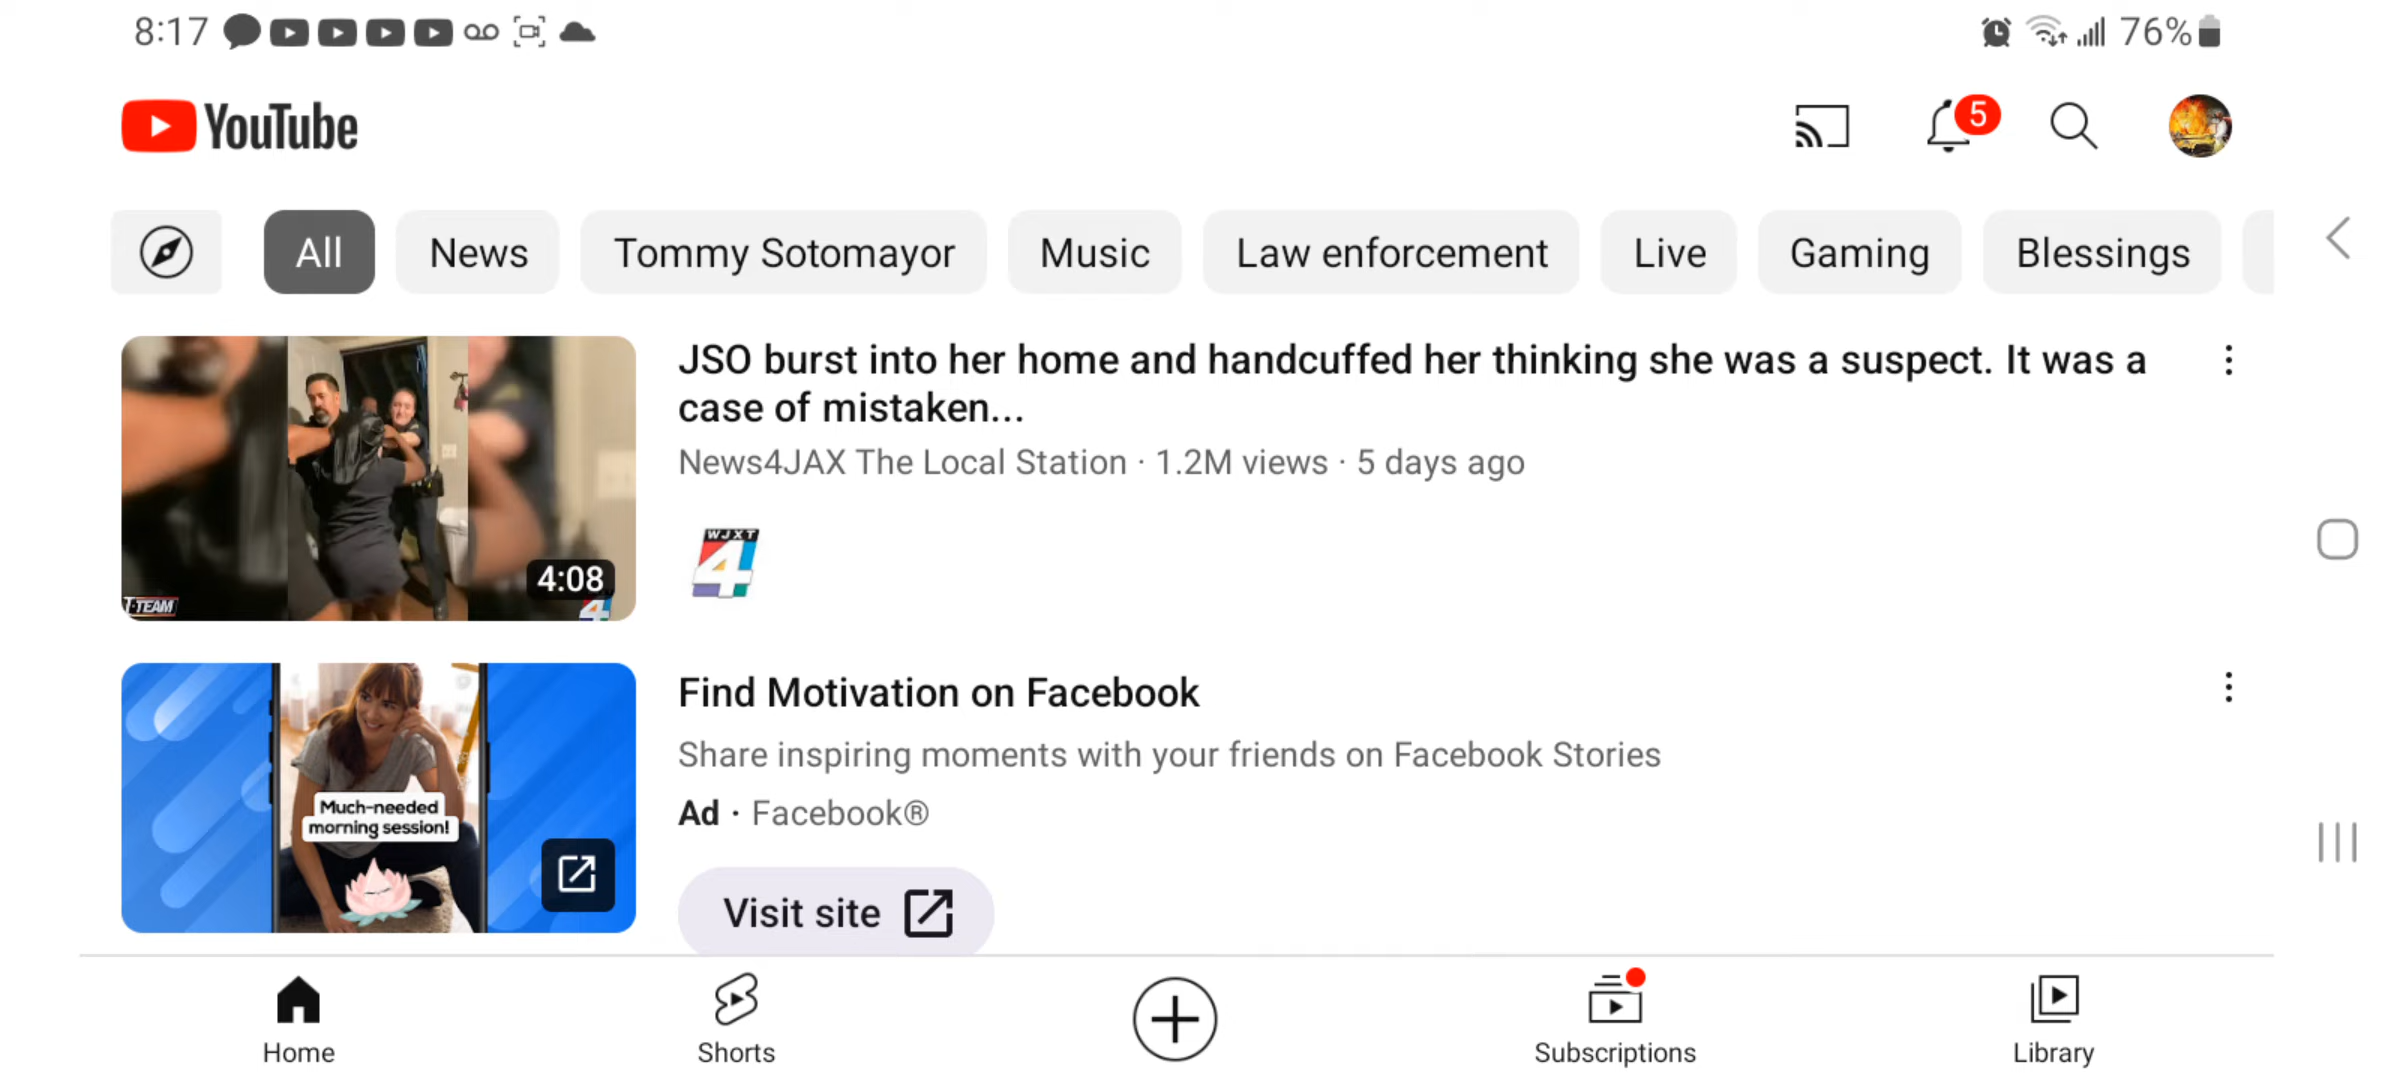 8:17
76%
YouTube
5
All
News
Tommy Sotomayor
Music
Law enforcement
Live
Gaming
Blessings
JSO burst into her home and handcuffed her thinking she was a suspect. It was a
case of mistaken...
News4JAX The Local Station · 1.2M views · 5 days ago
WJXT
4
4:08
I-TEAM
4
Find Motivation on Facebook
Share inspiring moments with your friends on Facebook Stories
Ad · Facebook®
Much-needed
morning session!
Visit site
Home
Shorts
Subscriptions
Library